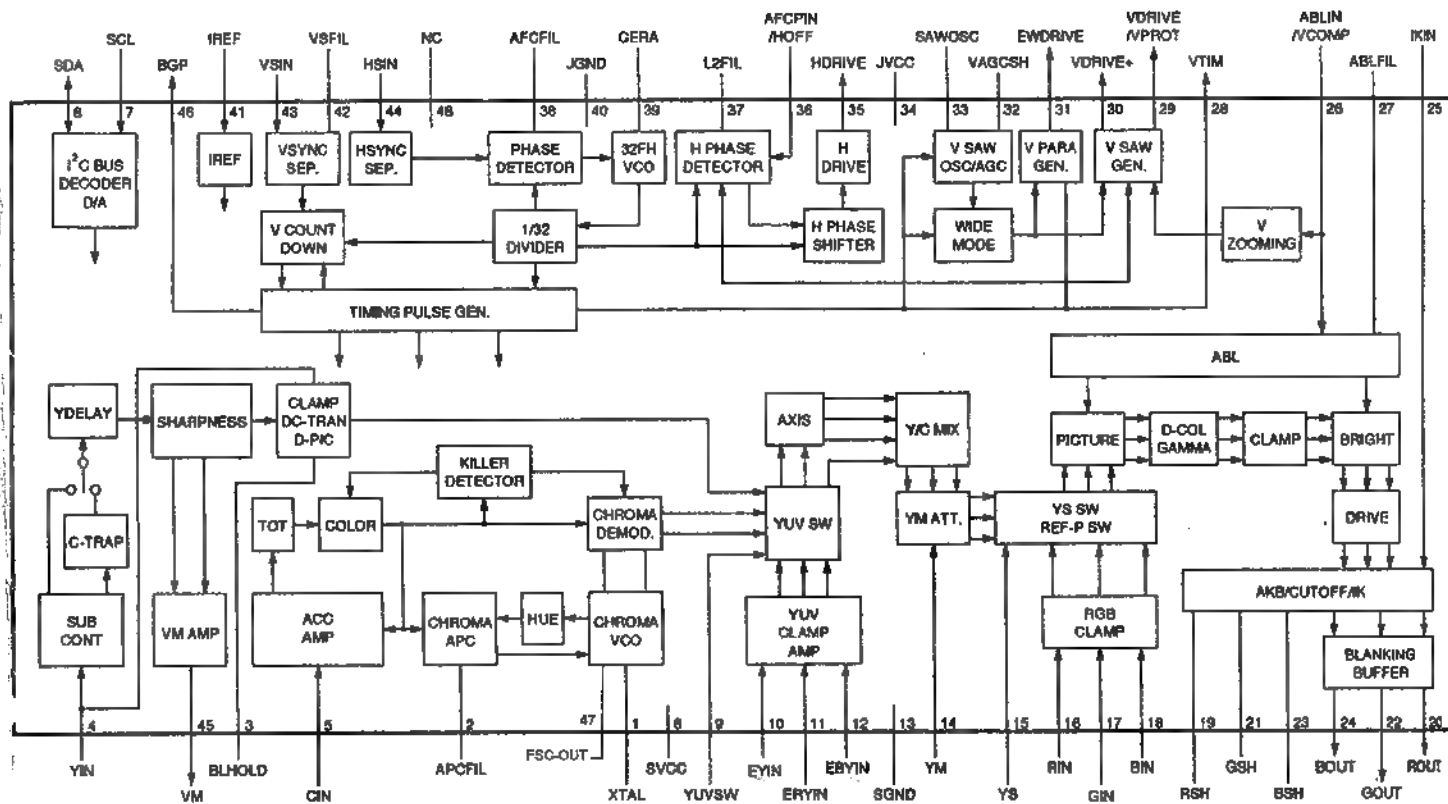 AFCPIN
VDRIVE
ABLIN
SCL
IREF
VSFIL
NC
AFCFIL
CERA
/HOFF
SAWOSC
EWDRIVE
/VPROT
/VCOMP
IKIN
SDA
BGP
VSIN
HSIN
JGND
L2FIL
HDRIVE
JVCC
VAGCSH
VDRIVE+
VTIM
ABLFIL
6 7 46 41 43 42 44 48 38 40 39 37 36 35 34 33 32 31 30 29 28 26 27 25
I²C BUS
DECODER
D/A
IREF
VSYNC
SEP.
HSYNC
SEP.
PHASE
DETECTOR
32FH
VCO
H PHASE
DETECTOR
H
DRIVE
V SAW
OSC/AGC
V PARA
GEN.
V SAW
GEN.
V COUNT
DOWN
1/32
DIVIDER
H PHASE
SHIFTER
WIDE
MODE
V
ZOOMING
TIMING PULSE GEN.
ABL
YDELAY
SHARPNESS
CLAMP
DC-TRAN
D-PIC
AXIS
Y/C MIX
PICTURE
D-COL
GAMMA
CLAMP
BRIGHT
KILLER
DETECTOR
TOT
COLOR
CHROMA
DEMOD.
YUV SW
YM ATT.
YS SW
REF-P SW
DRIVE
C-TRAP
AKB/CUTOFF/IK
SUB
CONT
VM AMP
ACC
AMP
CHROMA
APC
HUE
CHROMA
VCO
YUV
CLAMP
AMP
RGB
CLAMP
BLANKING
BUFFER
4 45 3 5 2 47 1 8 9 10 11 12 13 14 15 16 17 18 19 21 23 24 22 20
FSC-OUT
YIN
BLHOLD
APCFIL
SVCC
EYIN
EBYIN
YM
RIN
BIN
GSH
BOUT
ROUT
VM
CIN
XTAL
YUVSW
ERYIN
SGND
YS
GIN
RSH
BSH
GOUT